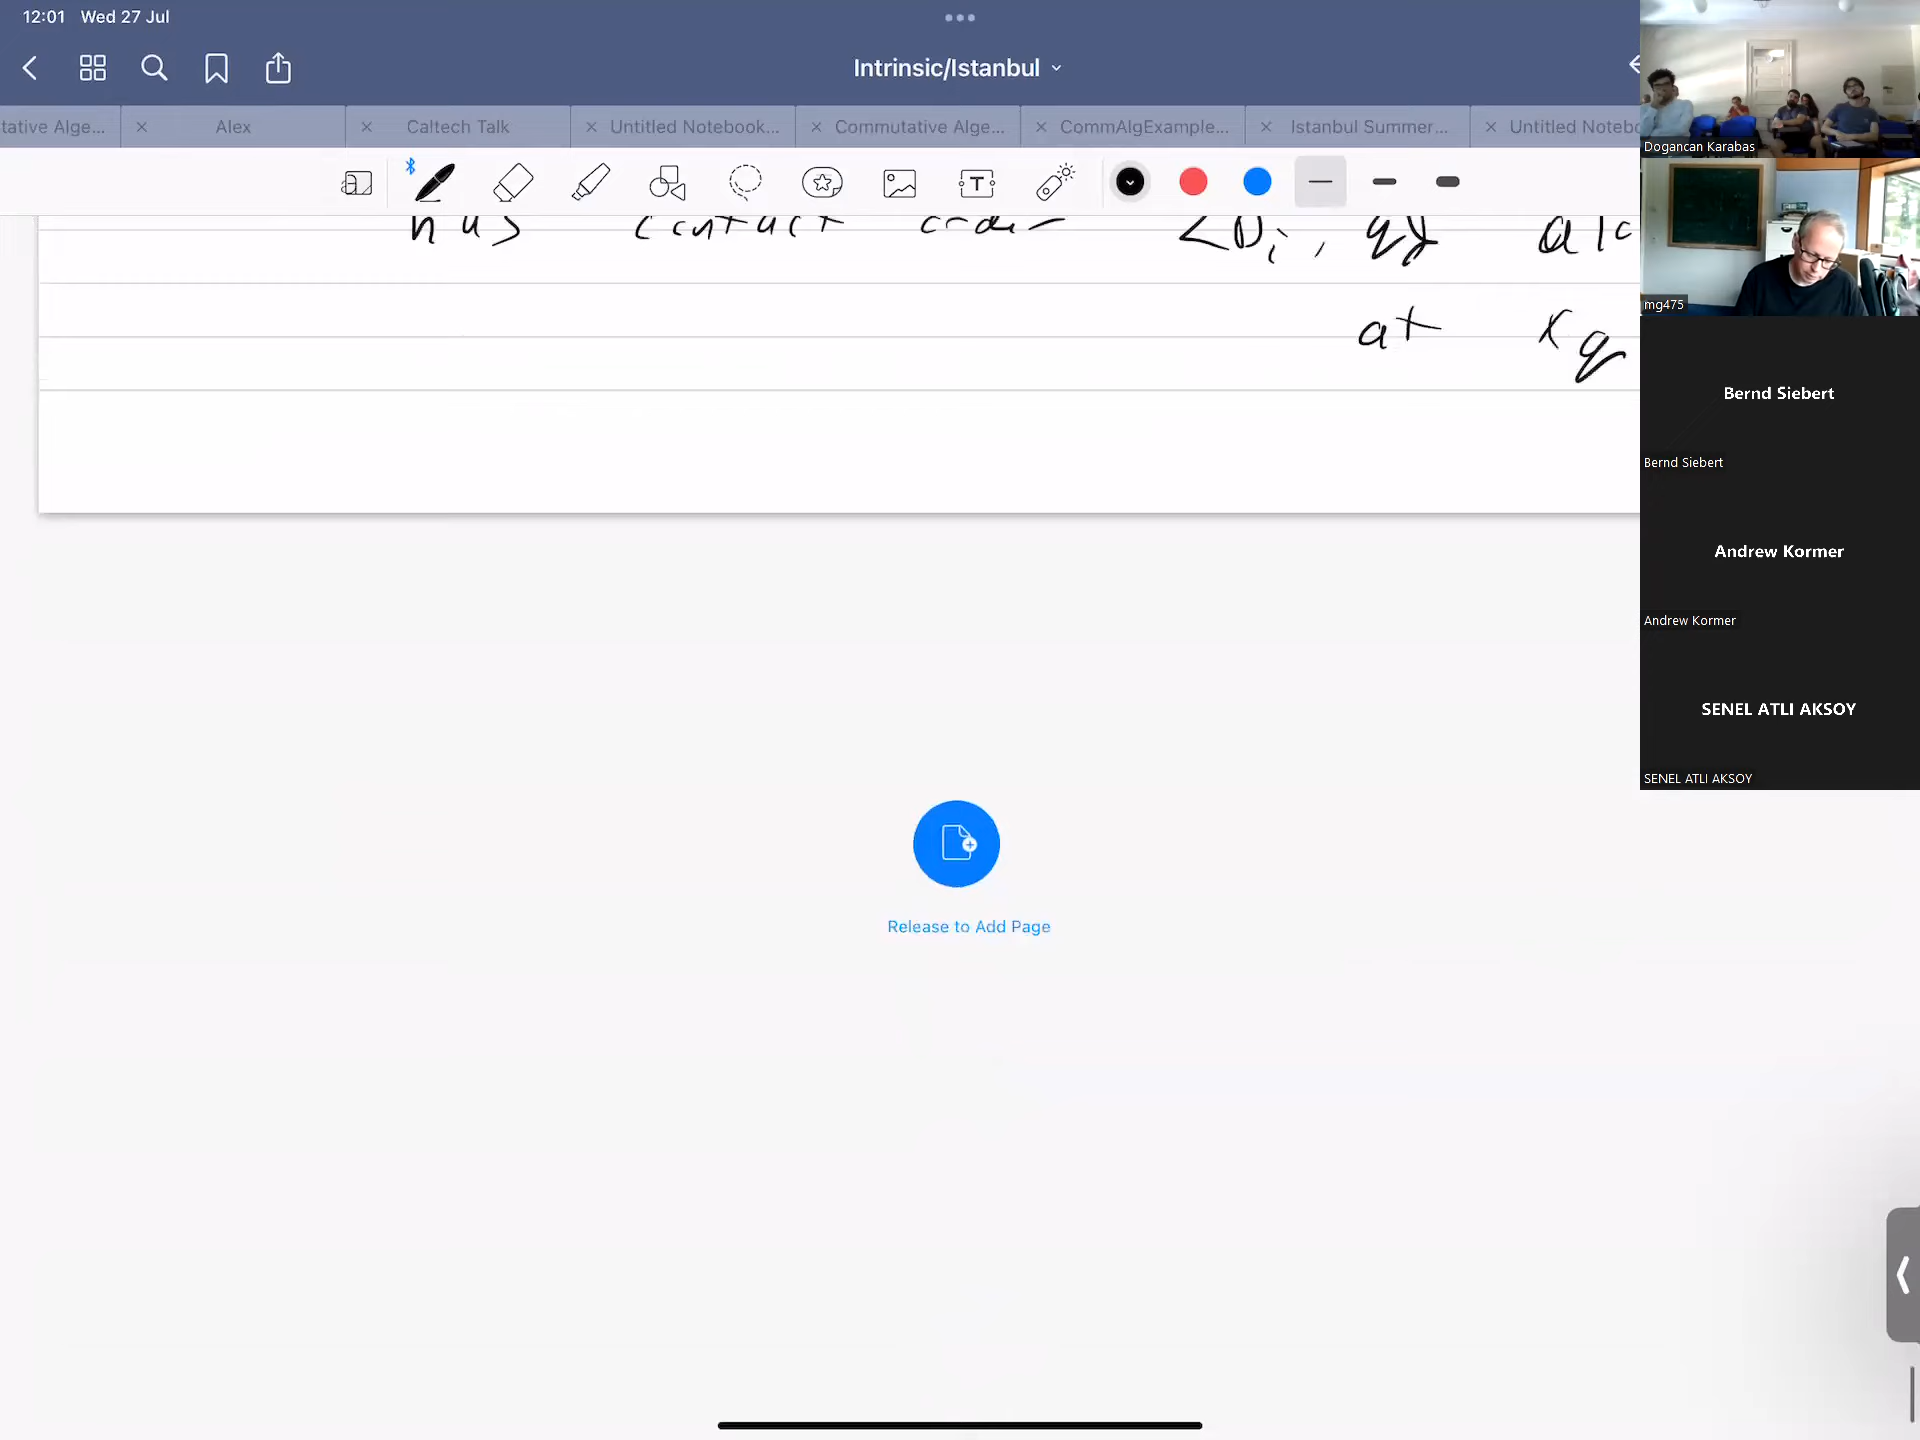 12:01 Wed 27 Jul
Intrinsic/Istanbul
tative Alge... Alex Caltech Talk Untitled Notebook... Commutative Alge... CommAlgExample... Istanbul Summer... Untitled Notebo
has contact order <Di, q>
at xq
Release to Add Page
Dogancan Karabas
mg475
Bernd Siebert
Bernd Siebert
Andrew Kormer
Andrew Kormer
SENEL ATLI AKSOY
SENEL ATLI AKSOY